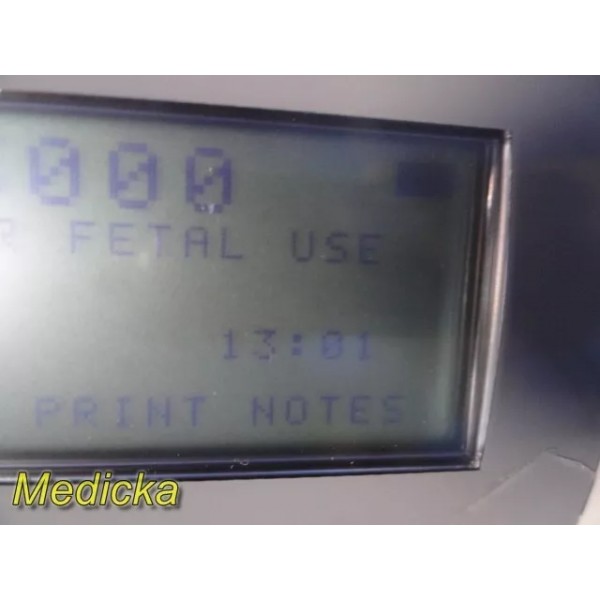 000
R FETAL USE
13:01
PRINT NOTES
Medicka